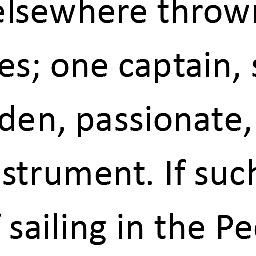 elsewhere thrown
es; one captain,
den, passionate,
strument. If such
sailing in the Pe